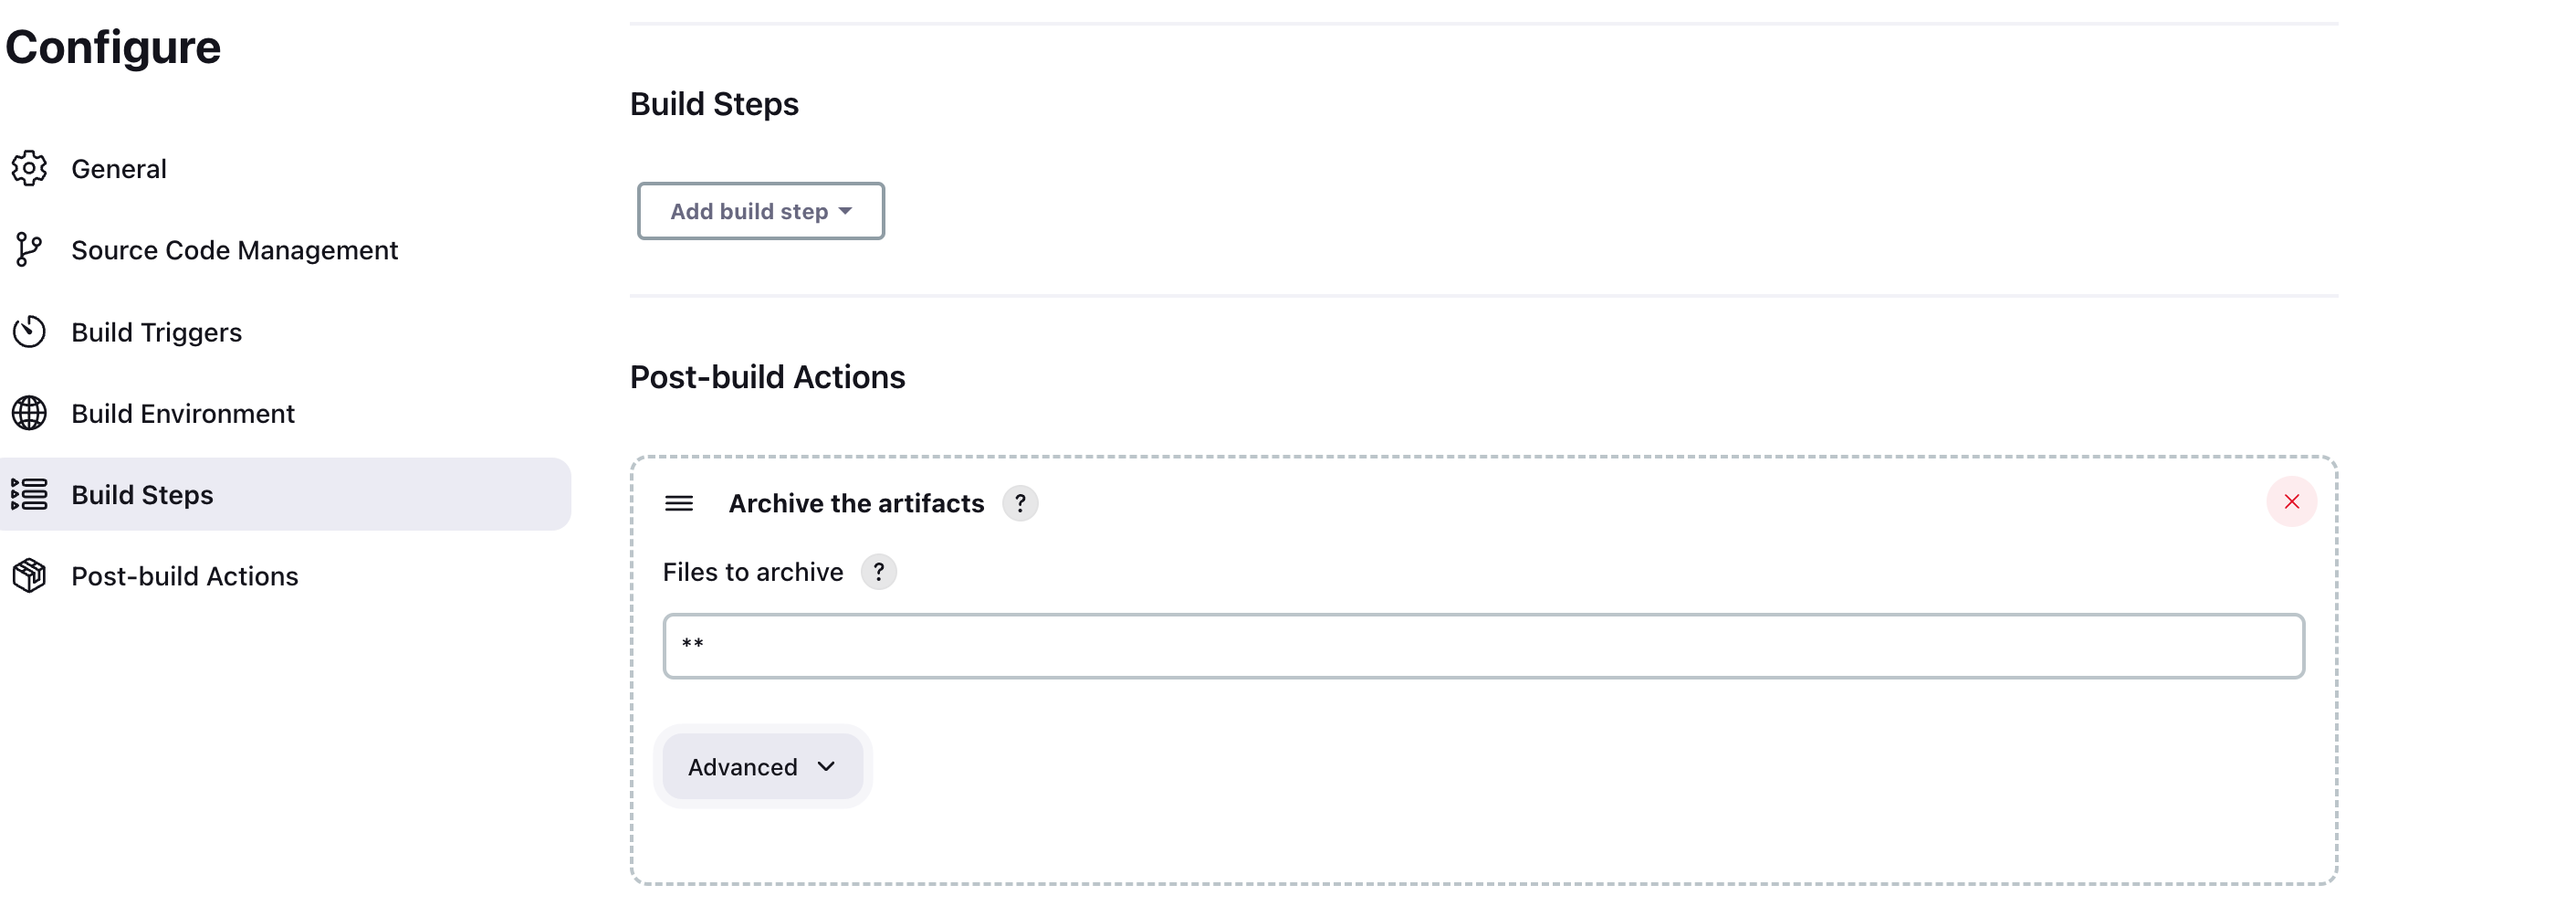 Configure
General
Source Code Management
Build Triggers
Build Environment
Build Steps
Post-build Actions
Build Steps
Add build step
Post-build Actions
Archive the artifacts ?
Files to archive ?
**
Advanced